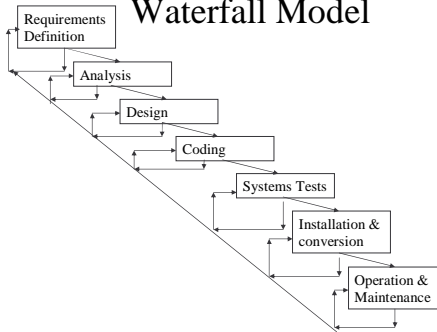 Waterfall Model
Requirements
Definition
Analysis
Design
Coding
Systems Tests
Installation &
conversion
Operation &
Maintenance